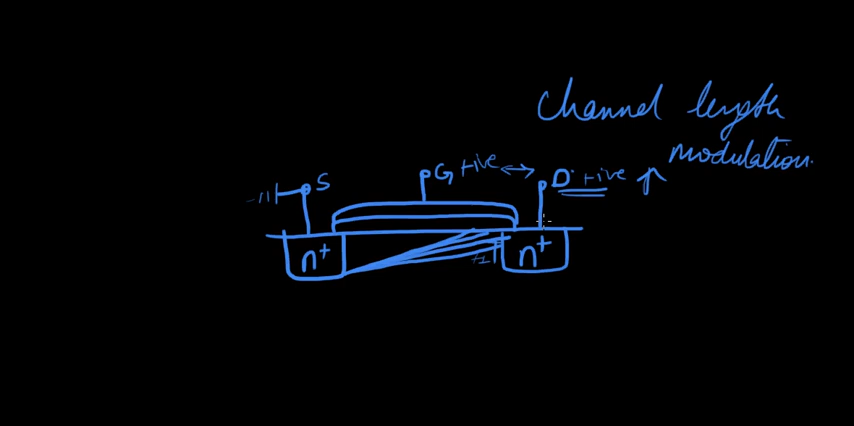 Channel length
modulation.
S
G +ive ↔ D +ive ↑
n+
n+